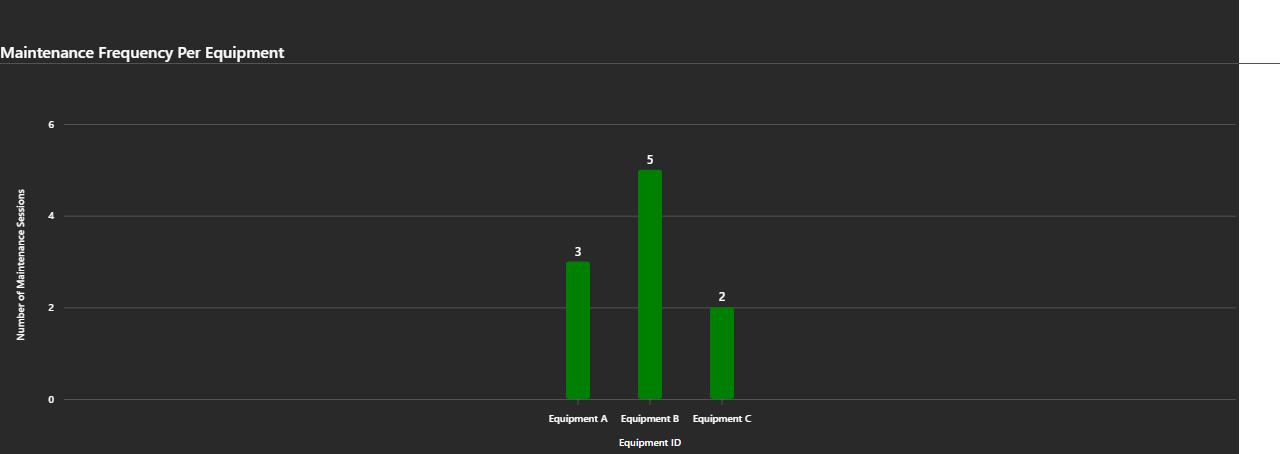 Maintenance Frequency Per Equipment
6
4
2
0
Number of Maintenance Sessions
3
5
2
Equipment A
Equipment B
Equipment C
Equipment ID